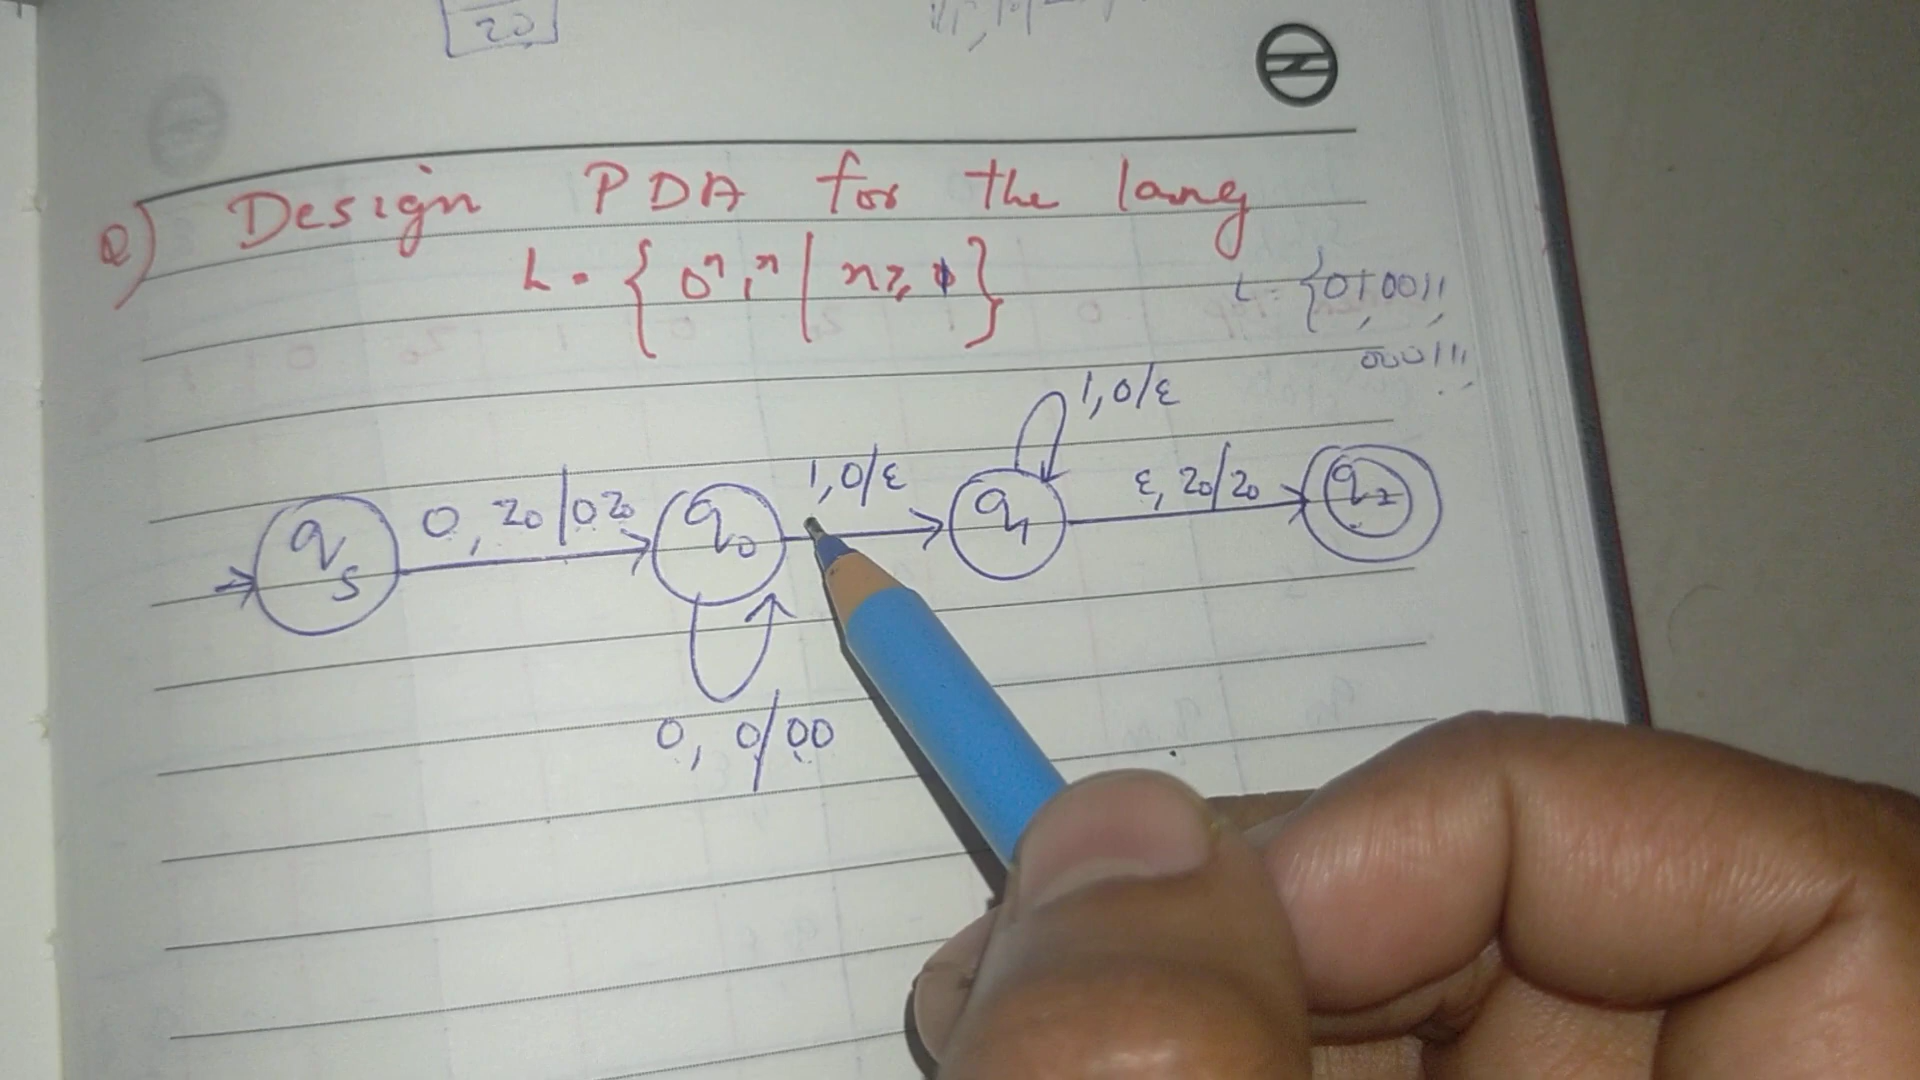 20
Q) Design PDA for the lang
L = { 0ⁿ1ⁿ | n ≥ 1 }
L = { 01, 0011,
000111, ..
1, 0/ε
0, z0/0z0
1, 0/ε
ε, z0/z0
qs
q0
q1
q2
0, 0/00